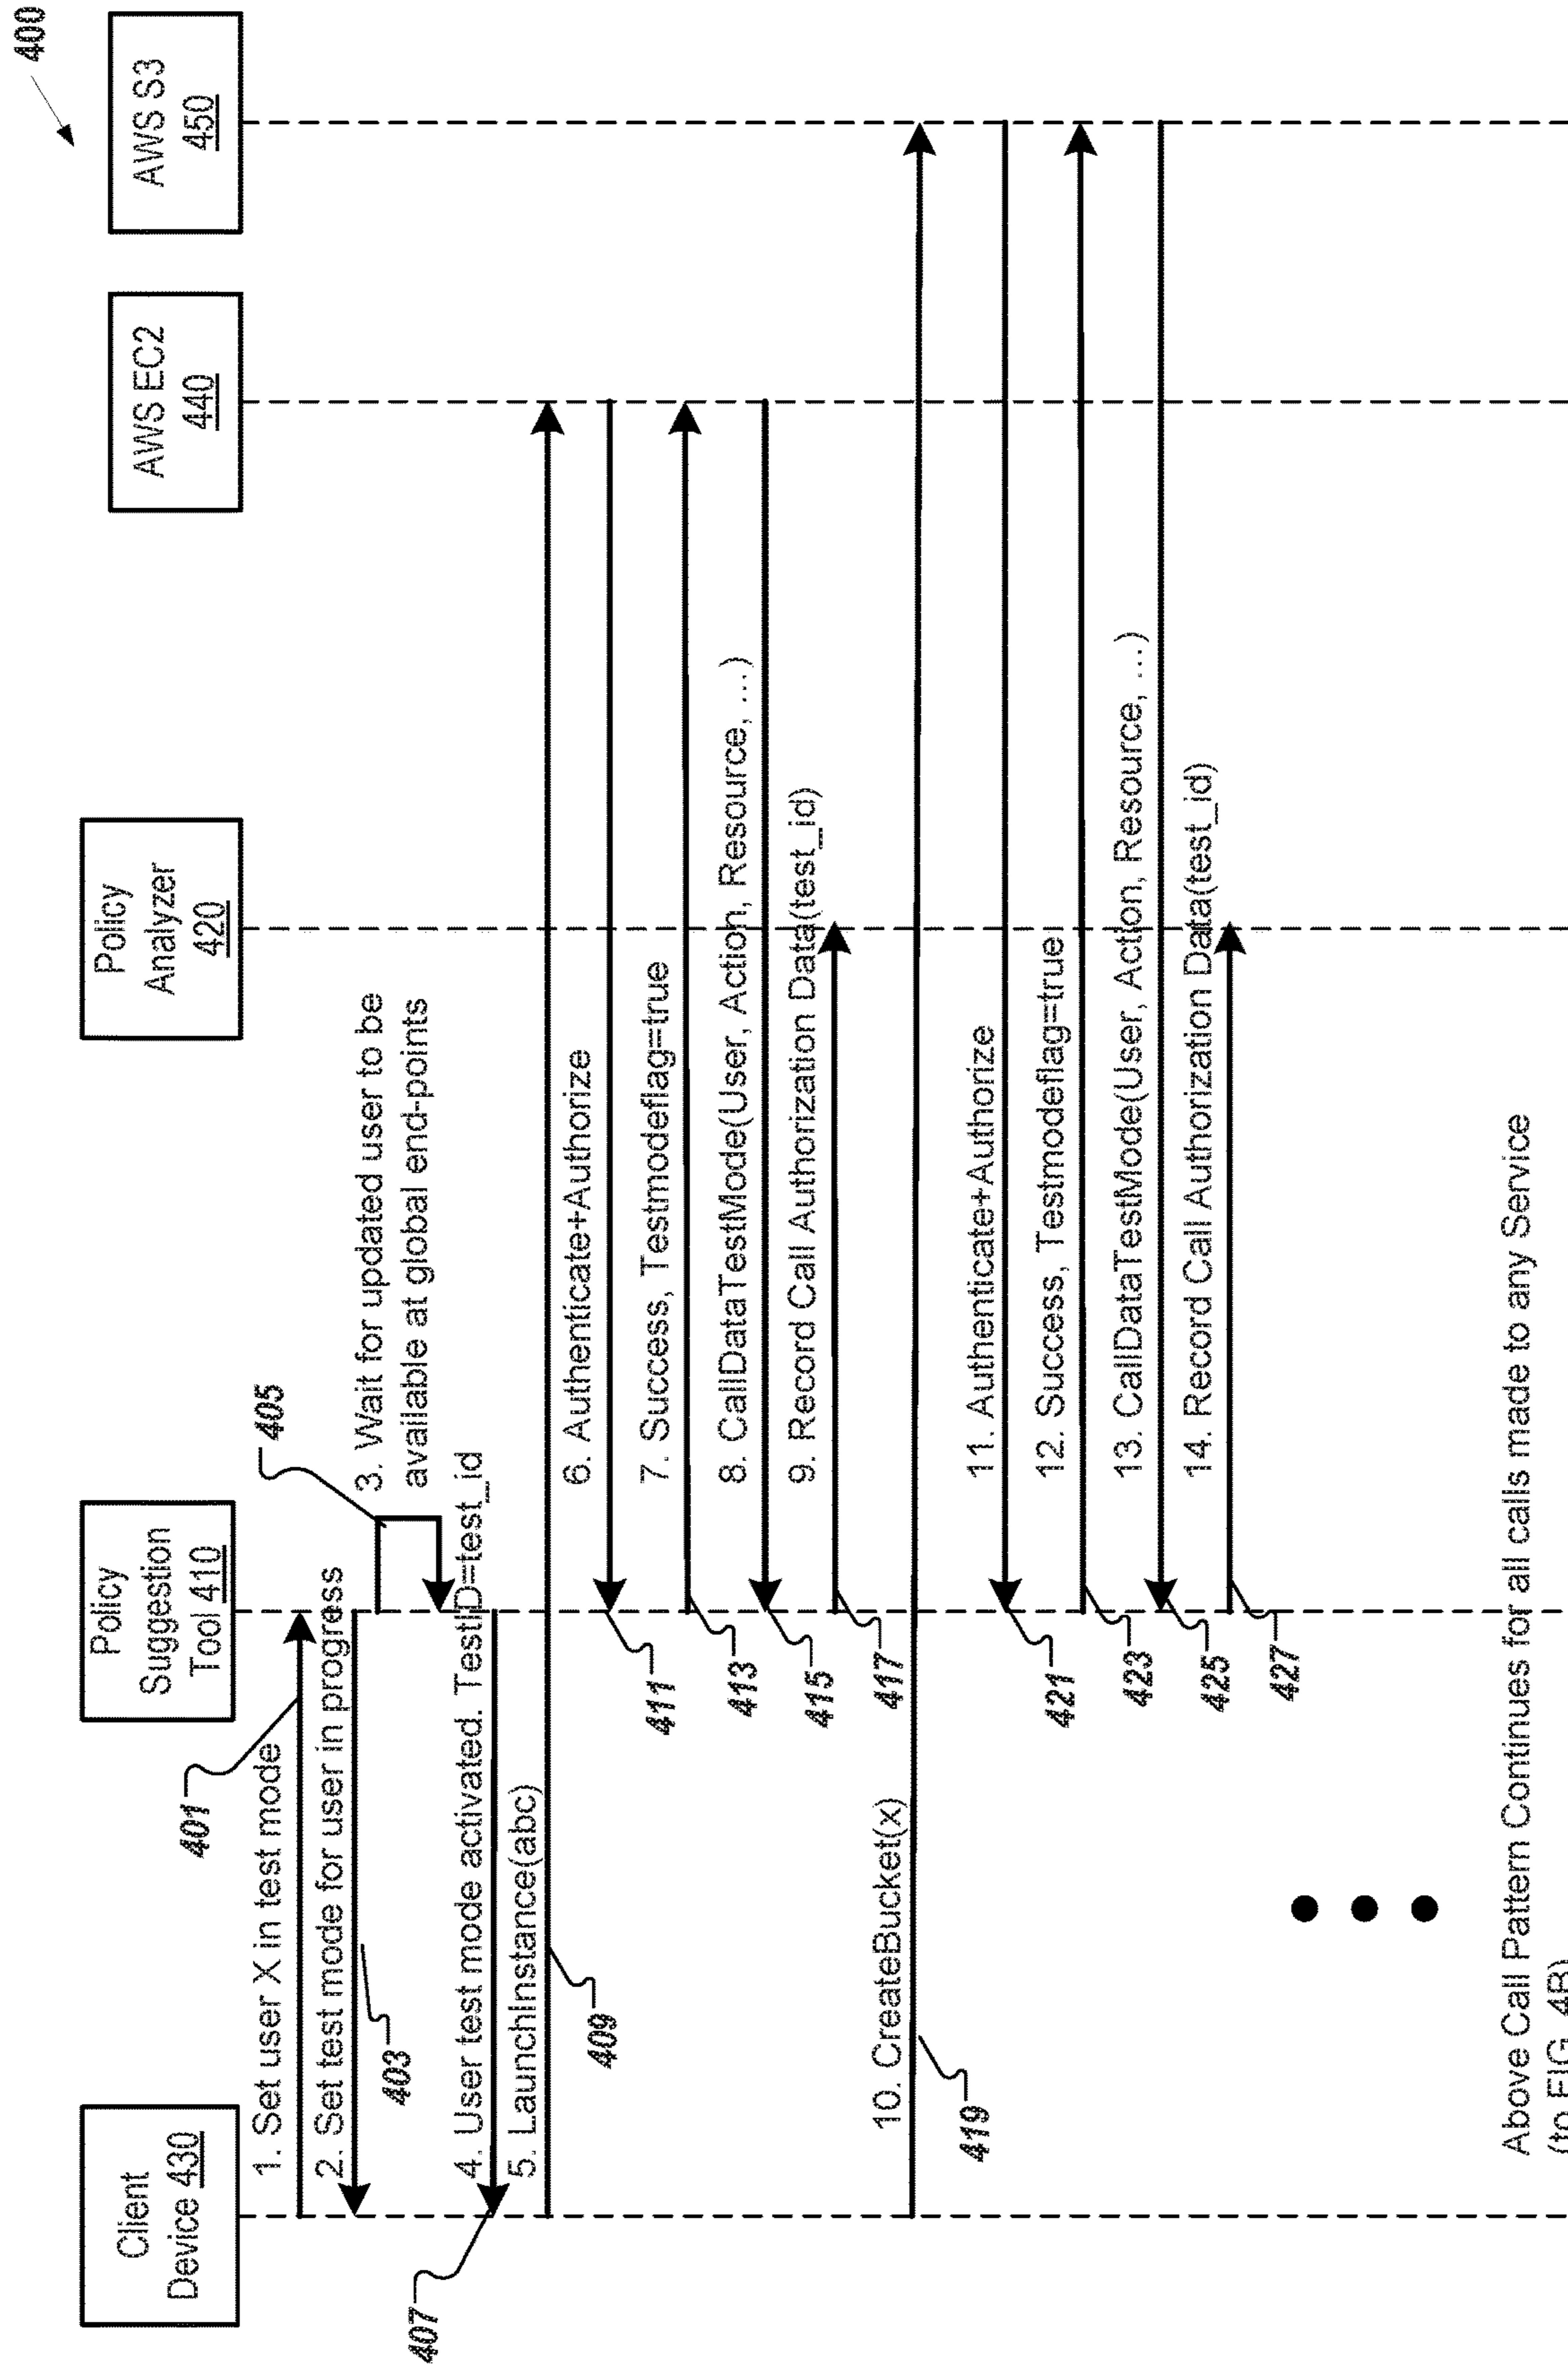 400
Client
Device 430
Policy
Suggestion
Tool 410
Policy
Analyzer
420
AWS EC2
440
AWS S3
450
1. Set user X in test mode
401
2. Set test mode for user in progress
403
3. Wait for updated user to be
available at global end-points
405
4. User test mode activated. TestID=test_id
407
5. LaunchInstance(abc)
409
6. Authenticate+Authorize
411
7. Success, Testmodeflag=true
413
8. CallDataTestMode(User, Action, Resource, ...)
415
9. Record Call Authorization Data(test_id)
417
10. CreateBucket(x)
419
11. Authenticate+Authorize
421
12. Success, Testmodeflag=true
423
13. CallDataTestMode(User, Action, Resource, ...)
425
14. Record Call Authorization Data(test_id)
427
Above Call Pattern Continues for all calls made to any Service
(to FIG. 4B)